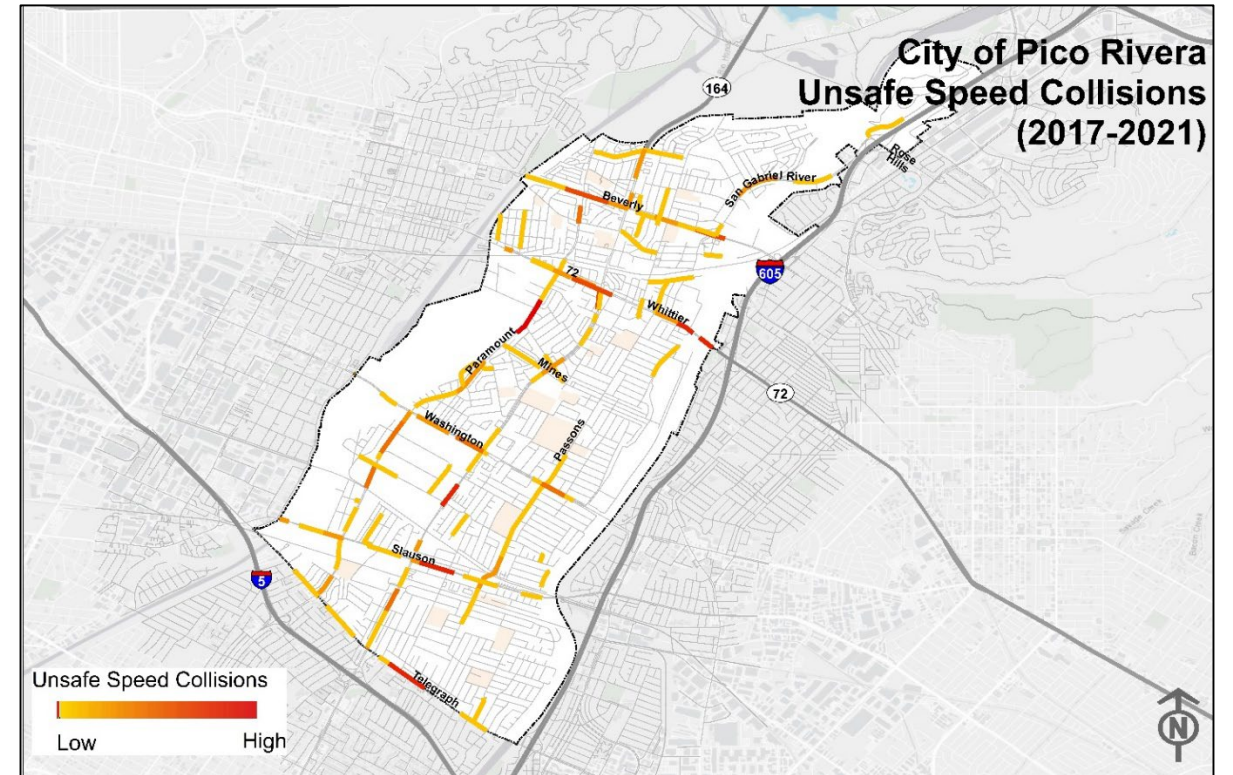 City of Pico Rivera
Unsafe Speed Collisions
(2017-2021)
164
Rose
Hills
San Gabriel River
Beverly
605
72
Whittier
Paramount
Mines
72
Washington
Passons
Slauson
5
Telegraph
Unsafe Speed Collisions
Low High
N